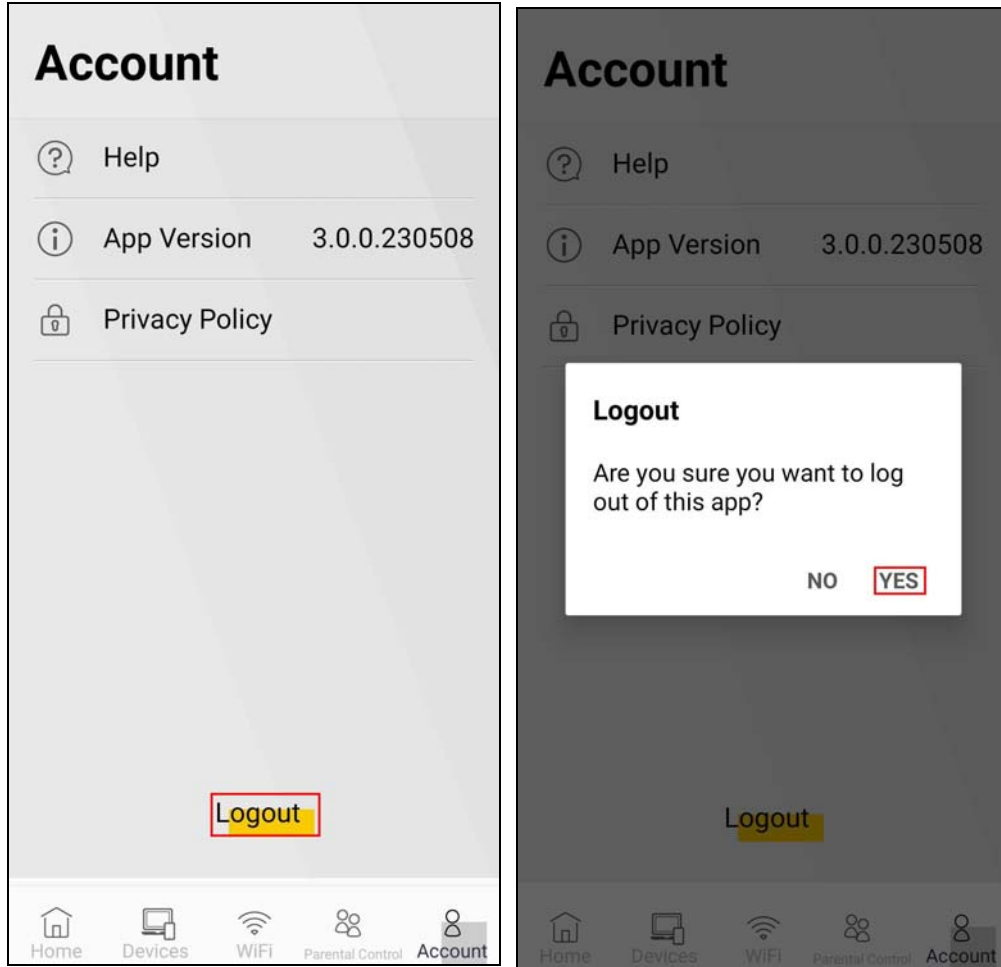 Account
Help
App Version 3.0.0.230508
Privacy Policy
Logout
Home Devices WiFi Parental Control Account
Account
Help
App Version 3.0.0.230508
Privacy Policy
Logout
Are you sure you want to log
out of this app?
NO YES
Logout
Home Devices WiFi Parental Control Account